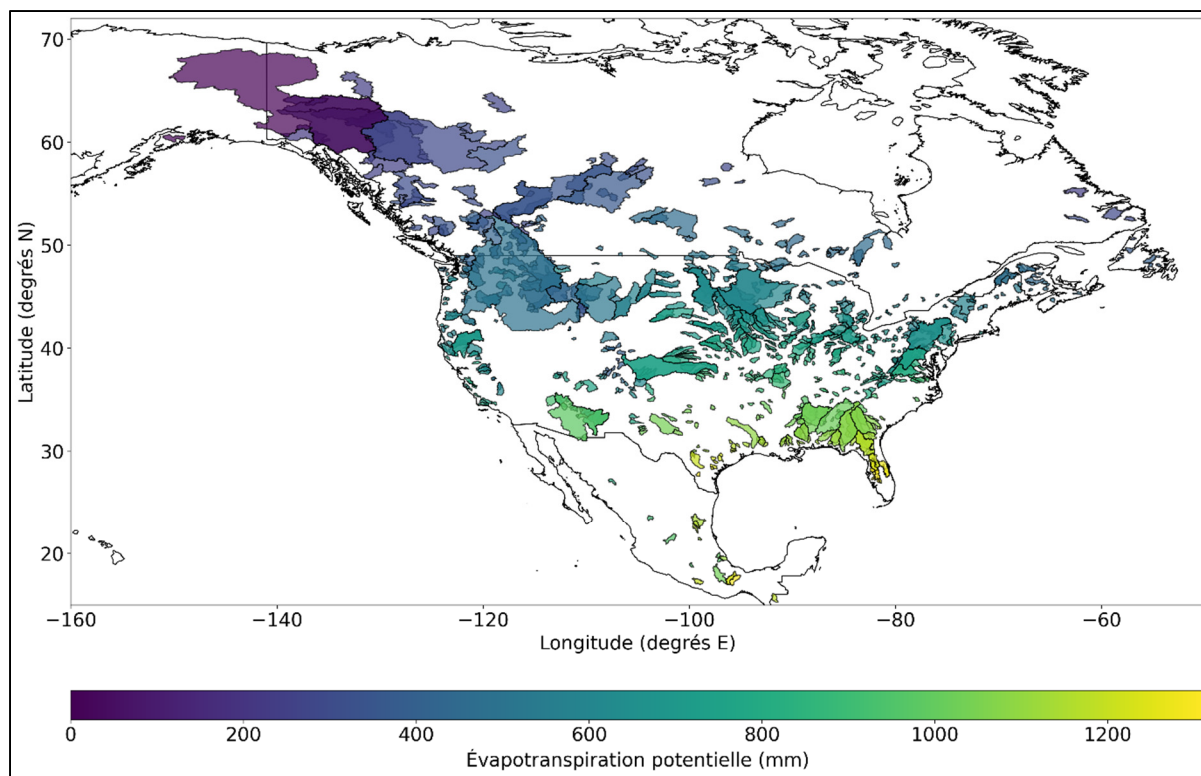 70
60
50
40
30
20
Latitude (degrés N)
−160 −140 −120 −100 −80 −60
Longitude (degrés E)
0 200 400 600 800 1000 1200
Évapotranspiration potentielle (mm)